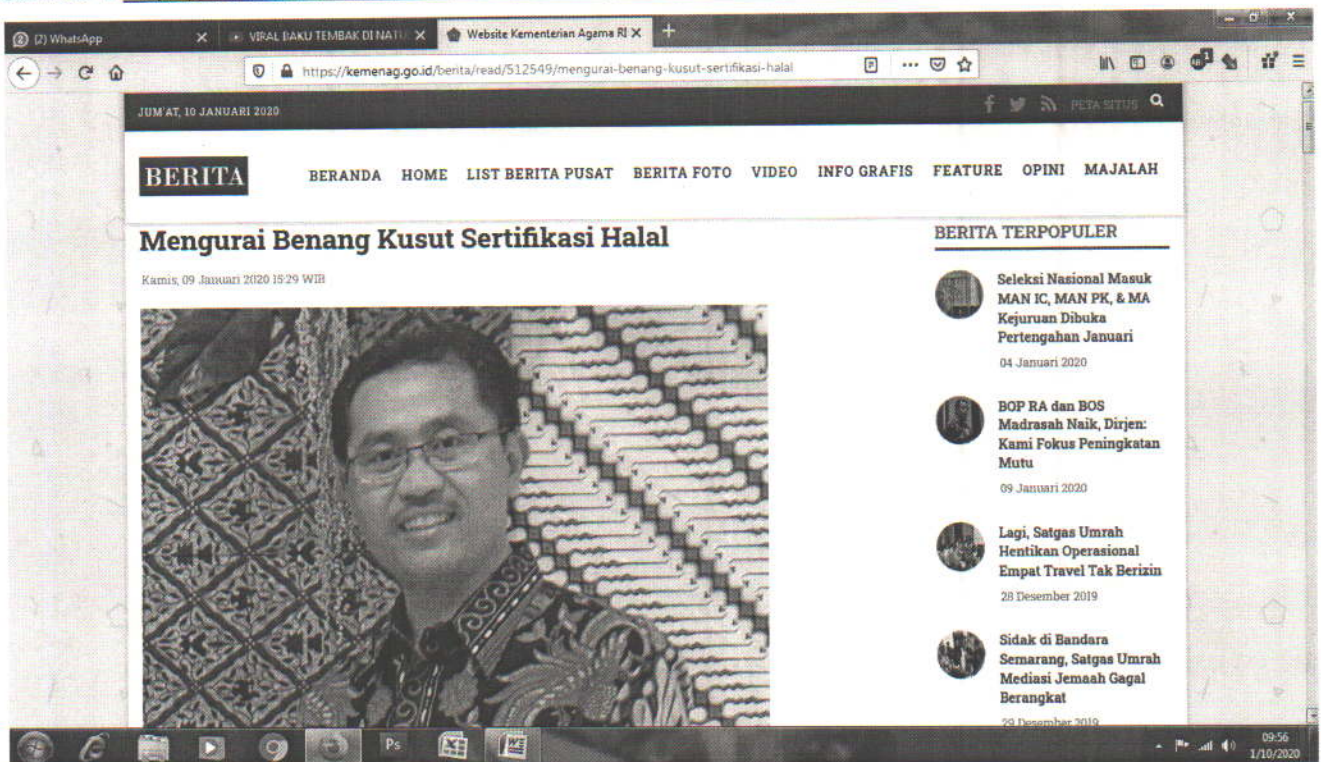 (2) WhatsApp
VIRAL BAKU TEMBAK DI NATU
Website Kementerian Agama RI
https://kemenag.go.id/berita/read/512549/mengurai-benang-kusut-sertifikasi-halal
JUM'AT, 10 JANUARI 2020
PETA SITUS
BERITA
BERANDA HOME LIST BERITA PUSAT BERITA FOTO VIDEO INFO GRAFIS FEATURE OPINI MAJALAH
Mengurai Benang Kusut Sertifikasi Halal
Kamis, 09 Januari 2020 15:29 WIB
BERITA TERPOPULER
Seleksi Nasional Masuk
MAN IC, MAN PK, & MA
Kejuruan Dibuka
Pertengahan Januari
04 Januari 2020
BOP RA dan BOS
Madrasah Naik, Dirjen:
Kami Fokus Peningkatan
Mutu
09 Januari 2020
Lagi, Satgas Umrah
Hentikan Operasional
Empat Travel Tak Berizin
28 Desember 2019
Sidak di Bandara
Semarang, Satgas Umrah
Mediasi Jemaah Gagal
Berangkat
29 Desember 2019
Ps
09:56
1/10/2020